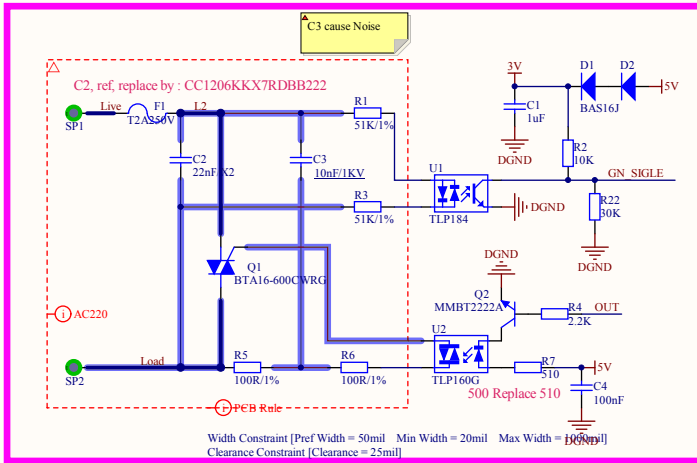 C3 cause Noise
C2, ref, replace by : CC1206KKX7RDBB222
Live
F1
L2
T2A250V
SP1
R1
51K/1%
C2
22nF/X2
C3
10nF/1KV
R3
51K/1%
3V
D1
D2
5V
BAS16J
C1
1uF
DGND
R2
10K
U1
GN_SIGLE
TLP184
DGND
R22
30K
DGND
Q1
BTA16-600CWRG
DGND
Q2
MMBT2222A
R4
OUT
2.2K
AC220
U2
TLP160G
Load
SP2
R5
100R/1%
R6
100R/1%
R7
510
5V
500 Replace 510
C4
100nF
DGND
PCB Rule
Width Constraint [Pref Width = 50mil Min Width = 20mil Max Width = 1000mil]
Clearance Constraint [Clearance = 25mil]